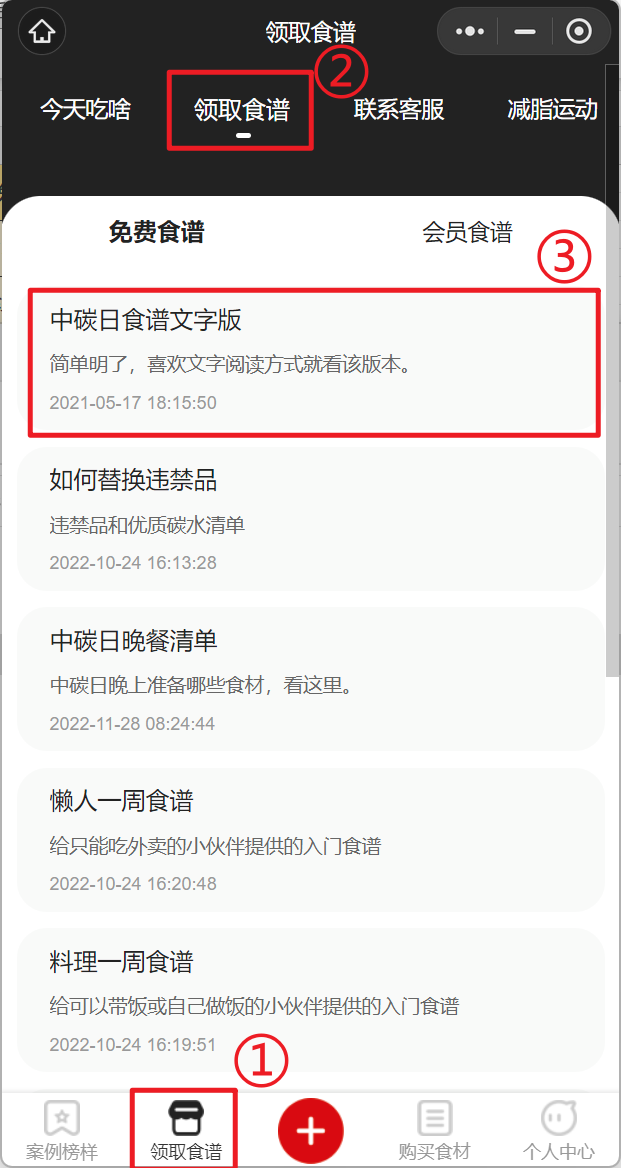 领取食谱
②
今天吃啥 领取食谱 联系客服 减脂运动
免费食谱 会员食谱
③
中碳日食谱文字版
简单明了，喜欢文字阅读方式就看该版本。
2021-05-17 18:15:50
如何替换违禁品
违禁品和优质碳水清单
2022-10-24 16:13:28
中碳日晚餐清单
中碳日晚上准备哪些食材，看这里。
2022-11-28 08:24:44
懒人一周食谱
给只能吃外卖的小伙伴提供的入门食谱
2022-10-24 16:20:48
料理一周食谱
给可以带饭或自己做饭的小伙伴提供的入门食谱
2022-10-24 16:19:51
①
案例榜样 领取食谱 购买食材 个人中心